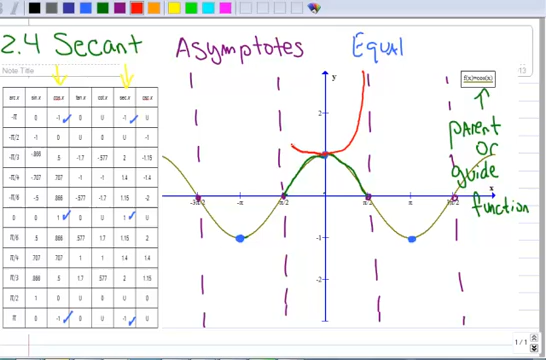 2.4 Secant Asymptotes Equal
Note Title
f(x)=cos(x)
parent
or
guide
function
sec x sin x cos x tan x cot x sec x csc x
-π 0 -1 0 U -1 U
-π/2 -1 0 U 0 U -1
-π/3 -.866 .5 -1.7 -.577 2 -1.15
-π/4 -.707 .707 -1 -1 1.4 -1.4
-π/6 -.5 .866 -.577 -1.7 1.15 -2
0 0 1 0 U 1 U
π/6 .5 .866 .577 1.7 1.15 2
π/4 .707 .707 1 1 1.4 1.4
π/3 .866 .5 1.7 .577 2 1.15
π/2 1 0 U 0 U 1
π 0 -1 0 U -1 U
y
2
1
-3π/2 -π -π/2 π/2 π 3π/2 x
-1
-2
1 / 1